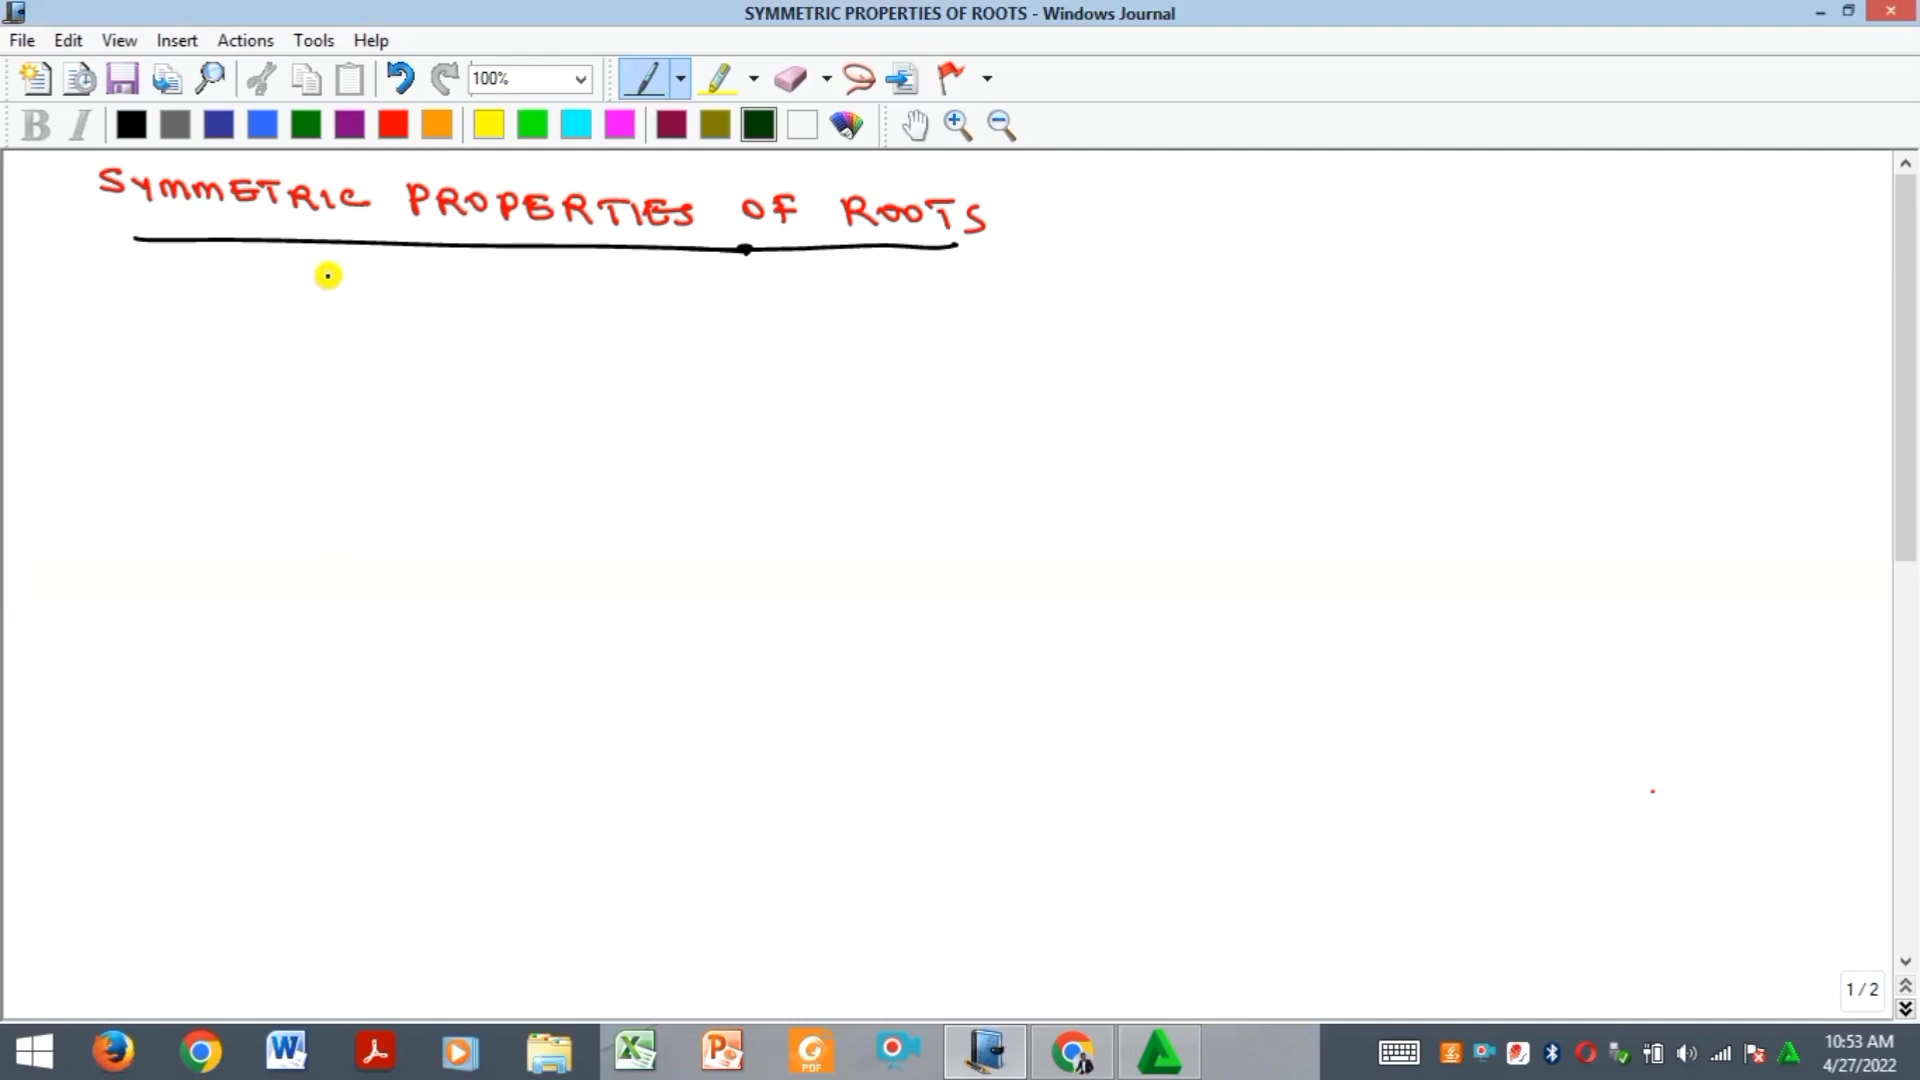 SYMMETRIC PROPERTIES OF ROOTS - Windows Journal
File Edit View Insert Actions Tools Help
100%
B I
SYMMETRIC PROPERTIES OF ROOTS
1 / 2
PDF
10:53 AM
4/27/2022